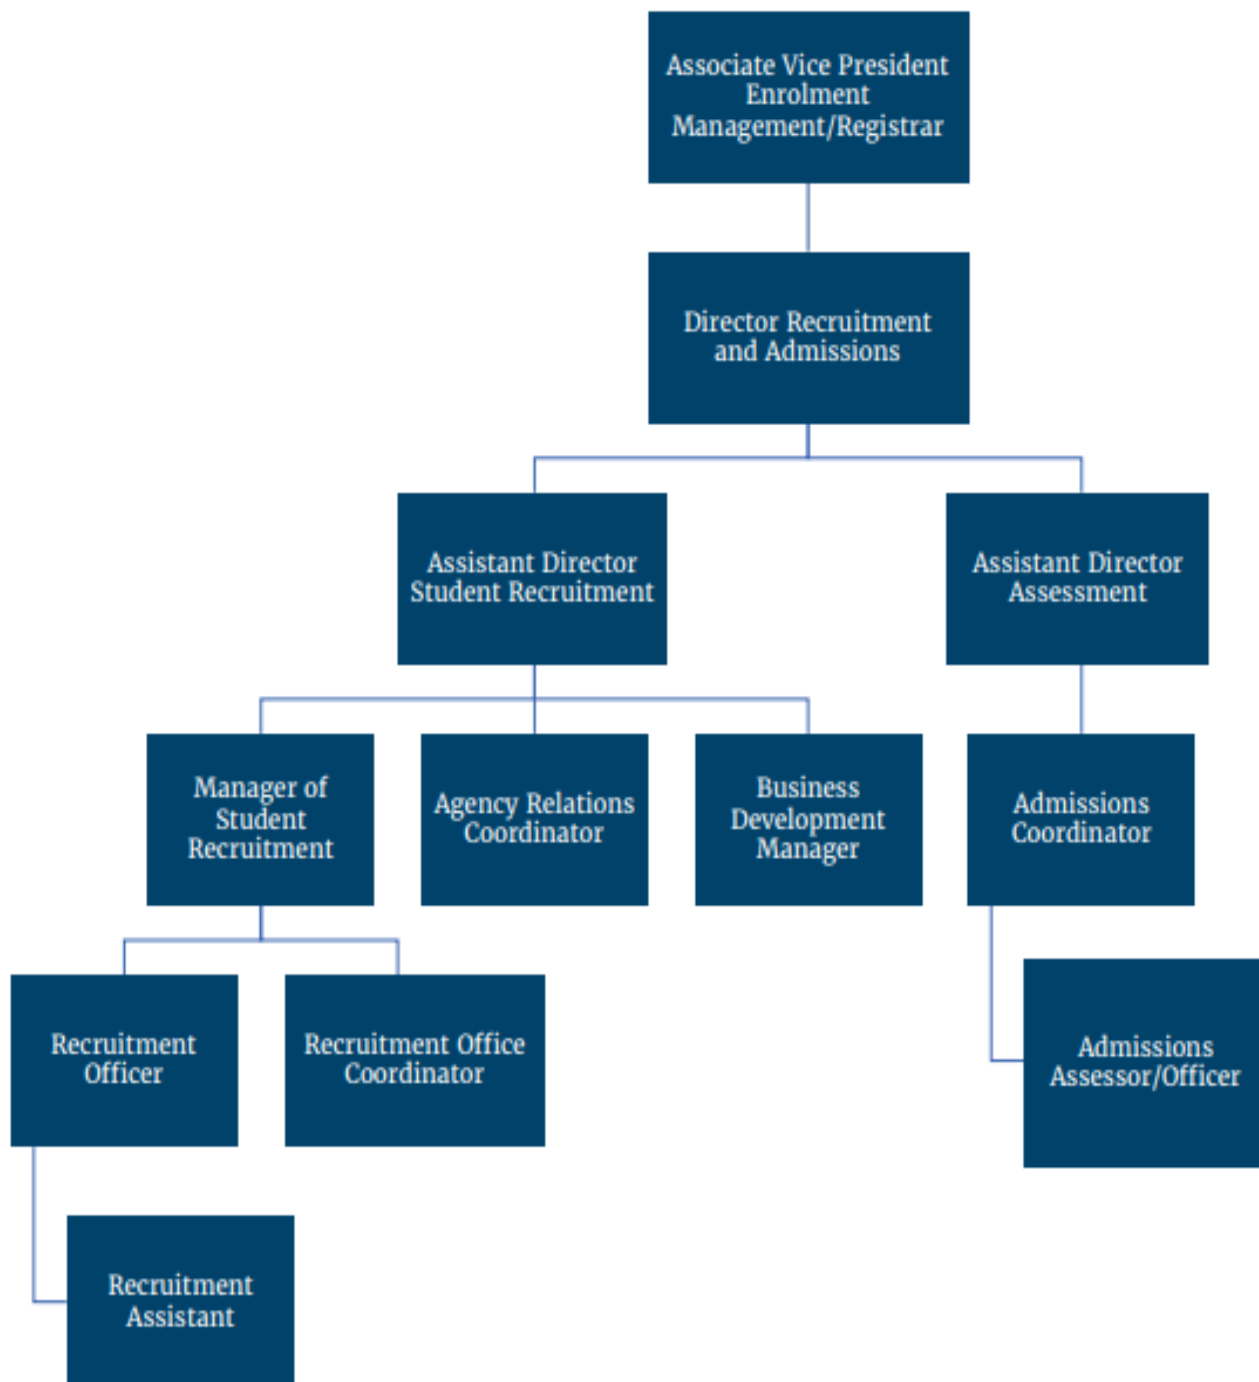 Associate Vice President
Enrolment
Management/Registrar
Director Recruitment
and Admissions
Assistant Director
Student Recruitment
Assistant Director
Assessment
Manager of
Student
Recruitment
Agency Relations
Coordinator
Business
Development
Manager
Admissions
Coordinator
Recruitment
Officer
Recruitment Office
Coordinator
Admissions
Assessor/Officer
Recruitment
Assistant